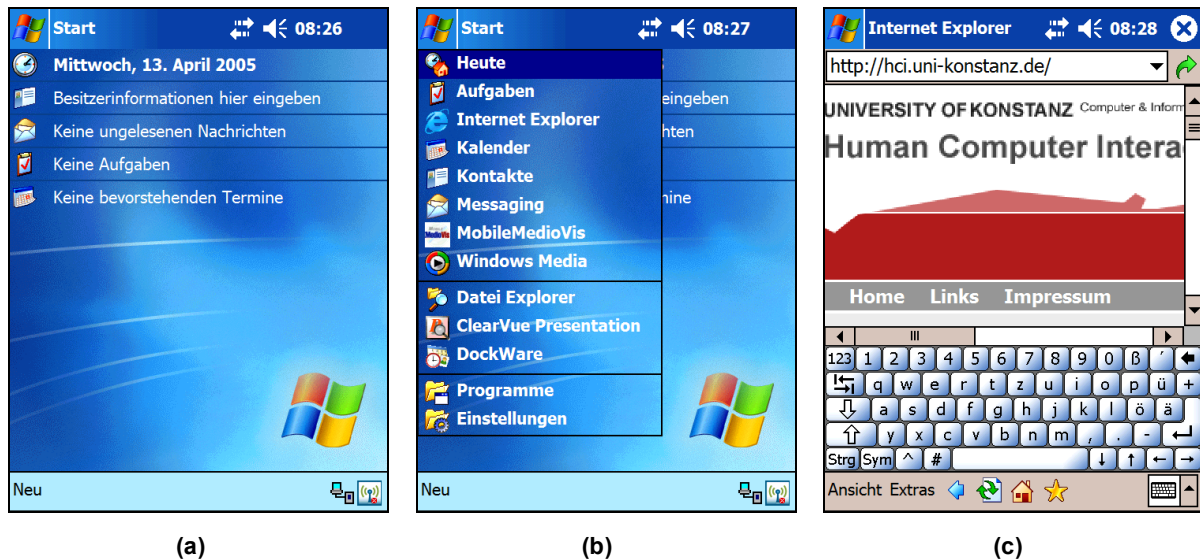 Start 08:26
Mittwoch, 13. April 2005
Besitzerinformationen hier eingeben
Keine ungelesenen Nachrichten
Keine Aufgaben
Keine bevorstehenden Termine
Neu
(a)
Start 08:27
Heute
Aufgaben
eingeben
Internet Explorer
hten
Kalender
Kontakte
ine
Messaging
MobileMedioVis
Windows Media
Datei Explorer
ClearVue Presentation
DockWare
Programme
Einstellungen
Neu
(b)
Internet Explorer 08:28
http://hci.uni-konstanz.de/
UNIVERSITY OF KONSTANZ Computer & Inform
Human Computer Intera
Home Links Impressum
123 1 2 3 4 5 6 7 8 9 0 ß ´
q w e r t z u i o p ü +
a s d f g h j k l ö ä
y x c v b n m , . -
Strg Sym ^ # ↓ ↑ ← →
Ansicht Extras
(c)